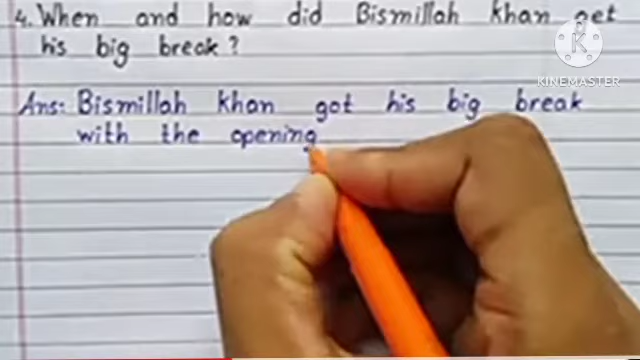 4. When and how did Bismillah khan get
his big break?
K
KINEMASTER
Ans: Bismillah khan got his big break
with the opening